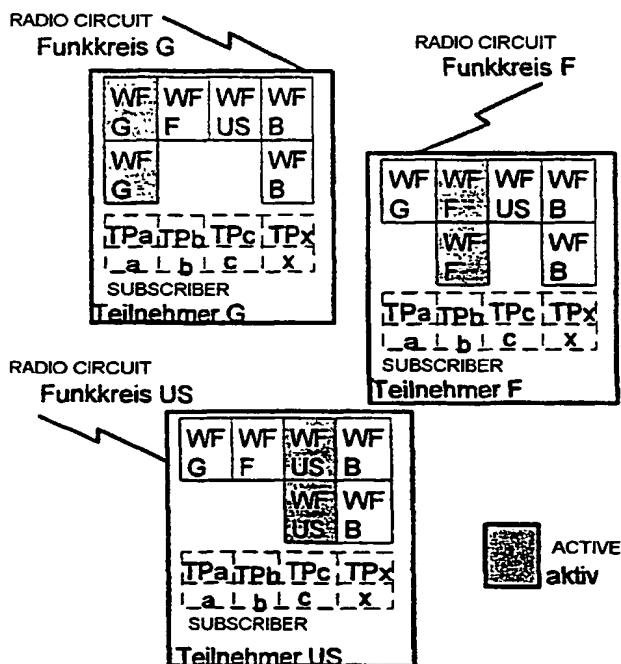 RADIO CIRCUIT
Funkkreis G
WF WF WF WF
G F US B
WF WF
G B
TPa TPb TPc TPx
a b c x
SUBSCRIBER
Teilnehmer G
RADIO CIRCUIT
Funkkreis F
WF WF WF WF
G F US B
WF WF
F B
TPa TPb TPc TPx
a b c x
SUBSCRIBER
Teilnehmer F
RADIO CIRCUIT
Funkkreis US
WF WF WF WF
G F US B
WF WF
US B
TPa TPb TPc TPx
a b c x
SUBSCRIBER
Teilnehmer US
ACTIVE
aktiv